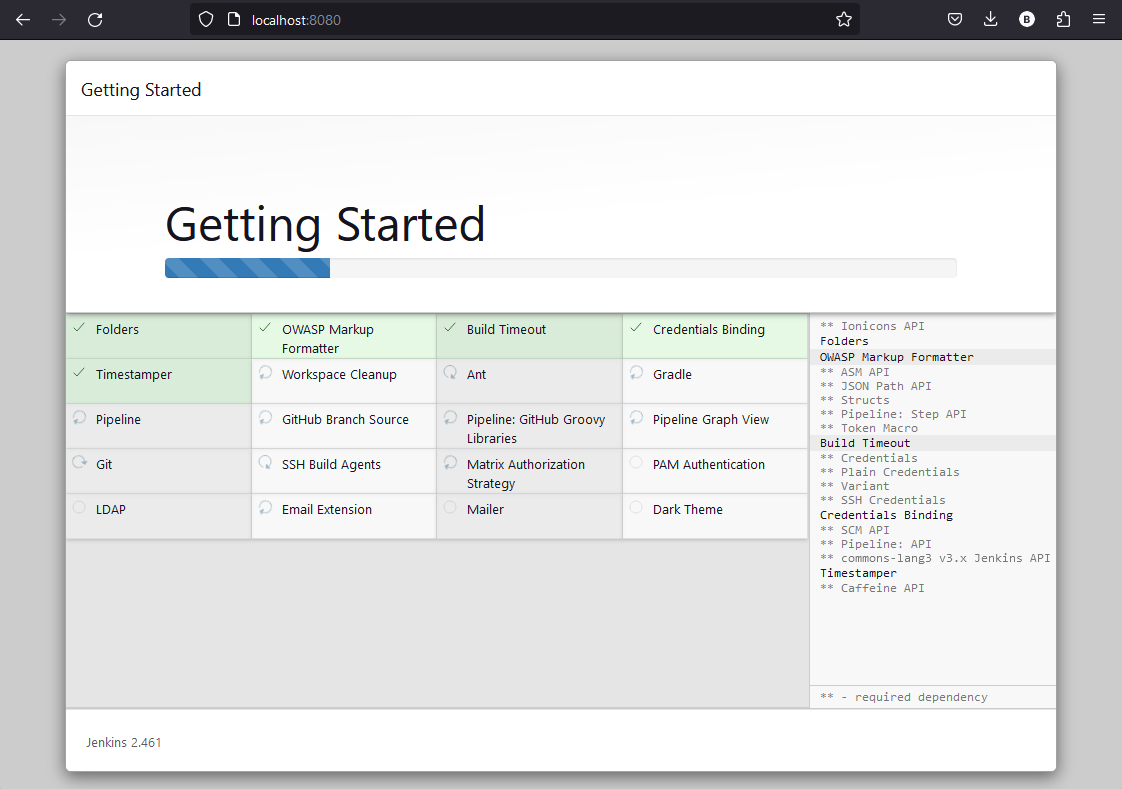 localhost:8080
B
Getting Started
Getting Started
Folders
OWASP Markup
Formatter
Build Timeout
Credentials Binding
Timestamper
Workspace Cleanup
Ant
Gradle
Pipeline
GitHub Branch Source
Pipeline: GitHub Groovy
Libraries
Pipeline Graph View
Git
SSH Build Agents
Matrix Authorization
Strategy
PAM Authentication
LDAP
Email Extension
Mailer
Dark Theme
** Ionicons API
Folders
OWASP Markup Formatter
** ASM API
** JSON Path API
** Structs
** Pipeline: Step API
** Token Macro
Build Timeout
** Credentials
** Plain Credentials
** Variant
** SSH Credentials
Credentials Binding
** SCM API
** Pipeline: API
** commons-lang3 v3.x Jenkins API
Timestamper
** Caffeine API
** - required dependency
Jenkins 2.461